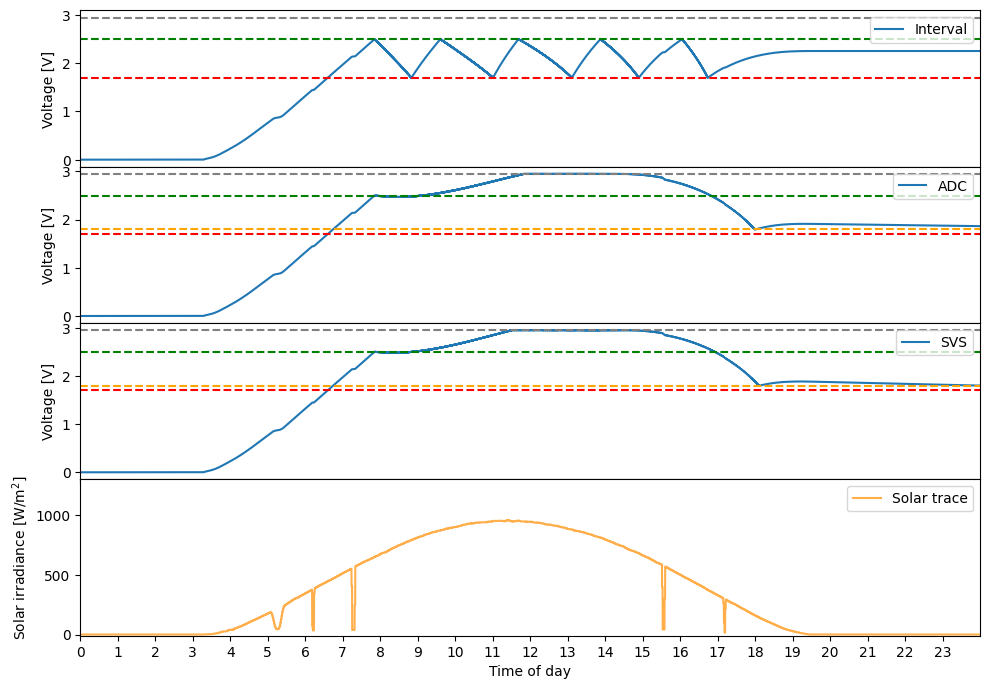 3
2
1
0
Voltage [V]
Interval
3
2
1
0
Voltage [V]
ADC
3
2
1
0
Voltage [V]
SVS
1000
500
0
Solar irradiance [W/m²]
Solar trace
0 1 2 3 4 5 6 7 8 9 10 11 12 13 14 15 16 17 18 19 20 21 22 23
Time of day